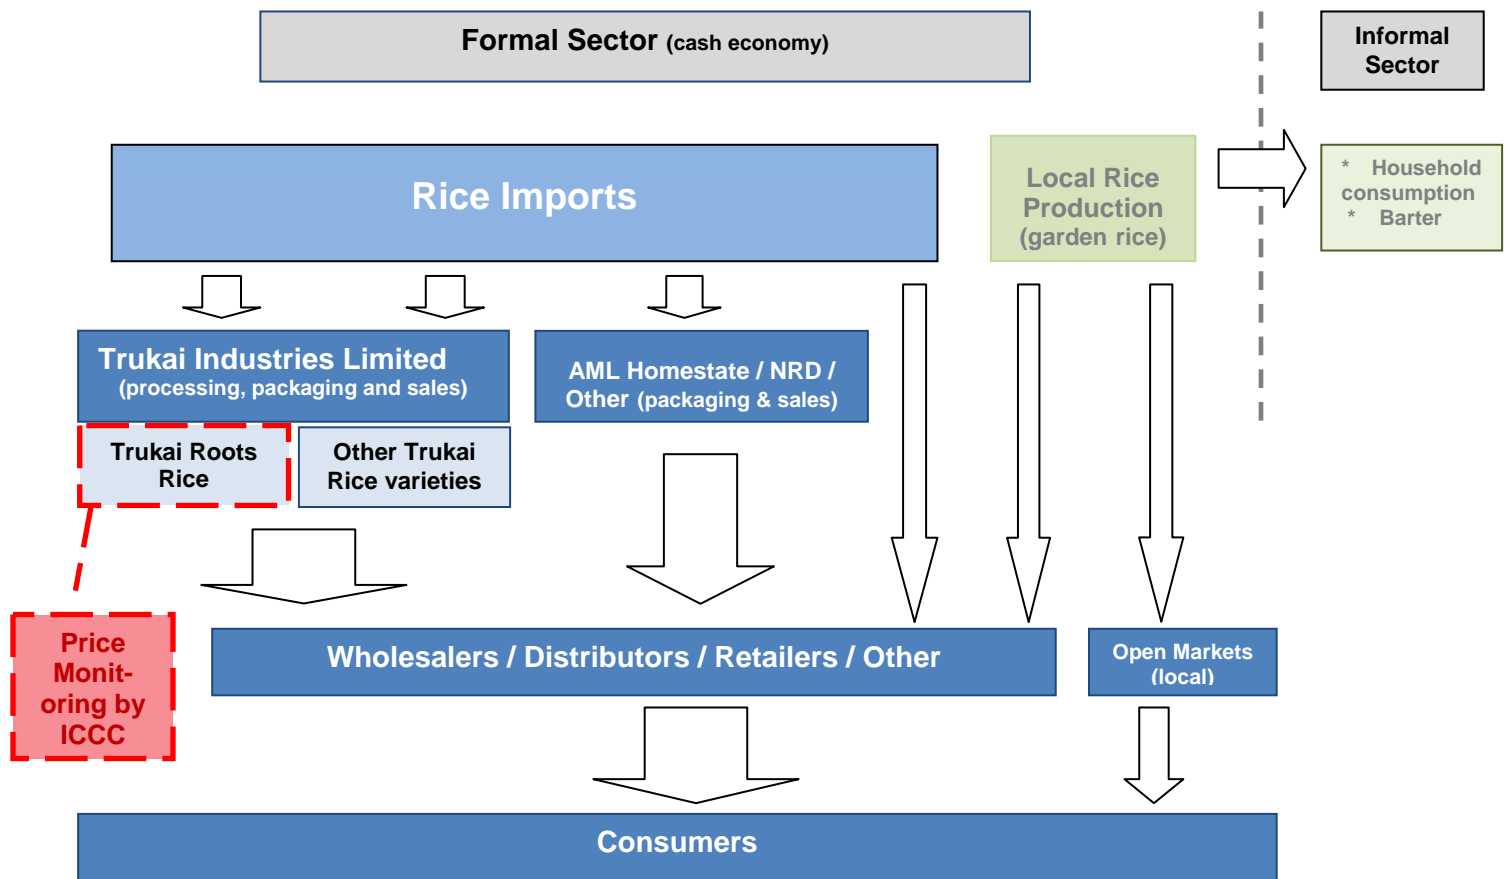 Formal Sector (cash economy)
Informal
Sector
Rice Imports
Local Rice
Production
(garden rice)
* Household
consumption
* Barter
Trukai Industries Limited
(processing, packaging and sales)
AML Homestate / NRD /
Other (packaging & sales)
Trukai Roots
Rice
Other Trukai
Rice varieties
Price
Monit-
oring by
ICCC
Wholesalers / Distributors / Retailers / Other
Open Markets
(local)
Consumers